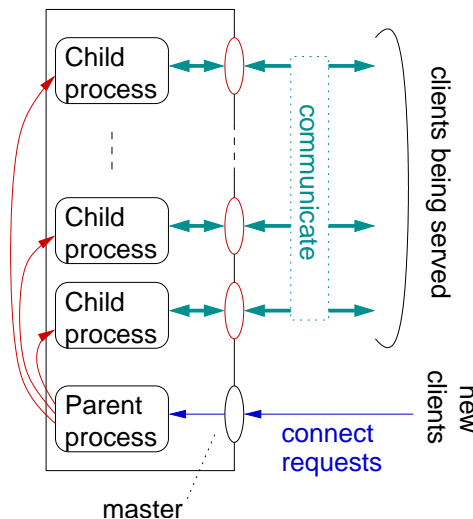 Child
process
Child
process
Child
process
Parent
process
communicate
clients being served
new
clients
connect
requests
master